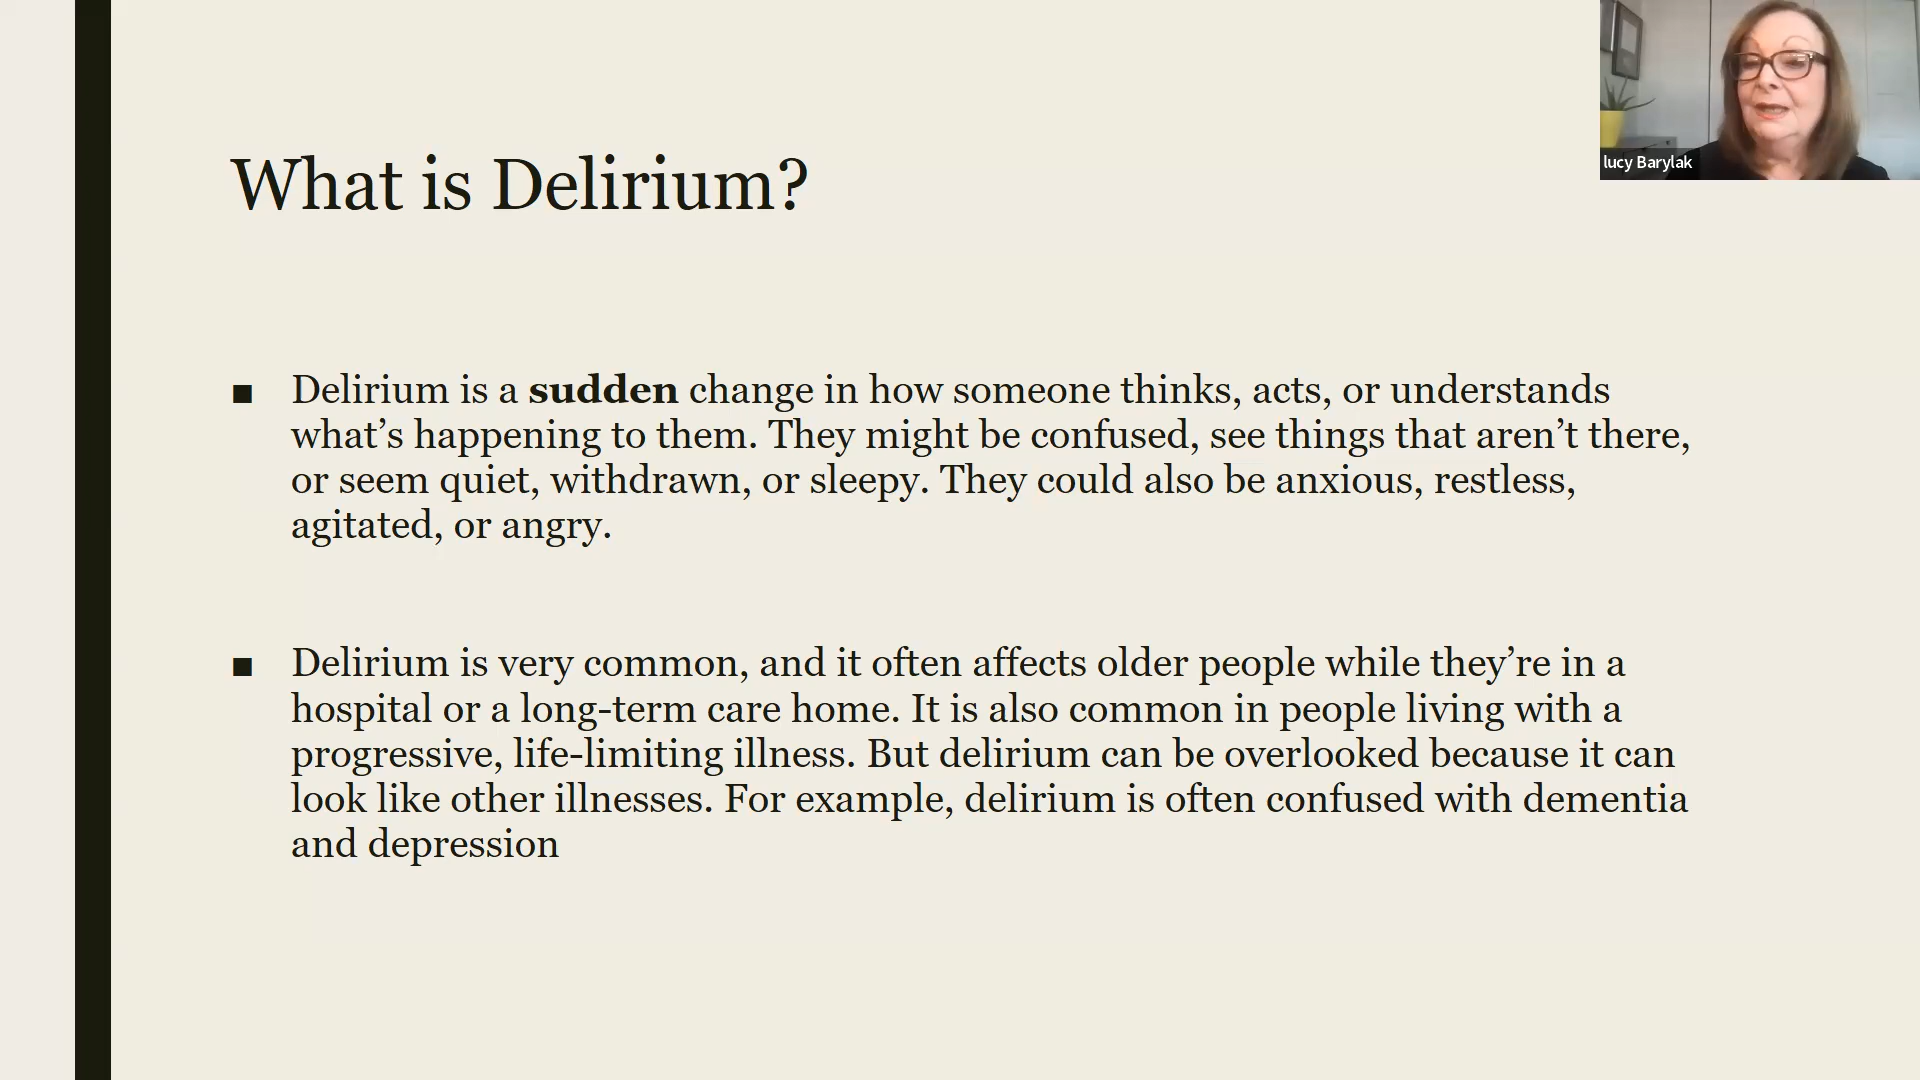 What is Delirium?
lucy Barylak
■ Delirium is a sudden change in how someone thinks, acts, or understands
what’s happening to them. They might be confused, see things that aren’t there,
or seem quiet, withdrawn, or sleepy. They could also be anxious, restless,
agitated, or angry.
■ Delirium is very common, and it often affects older people while they’re in a
hospital or a long-term care home. It is also common in people living with a
progressive, life-limiting illness. But delirium can be overlooked because it can
look like other illnesses. For example, delirium is often confused with dementia
and depression